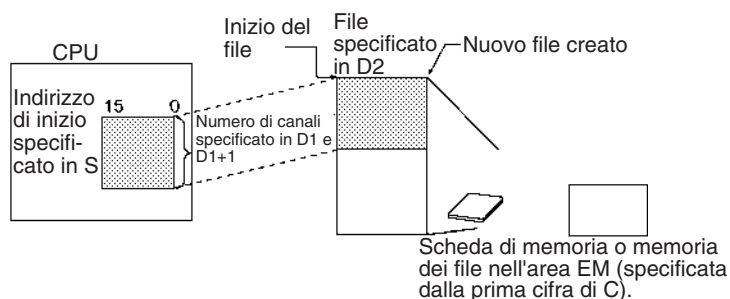 CPU
Indirizzo
di inizio
specifi-
cato in S
15
0
Numero di canali
specificato in D1 e
D1+1
Inizio del
file
File
specificato
in D2
Nuovo file creato
Scheda di memoria o memoria
dei file nell'area EM (specificata
dalla prima cifra di C).